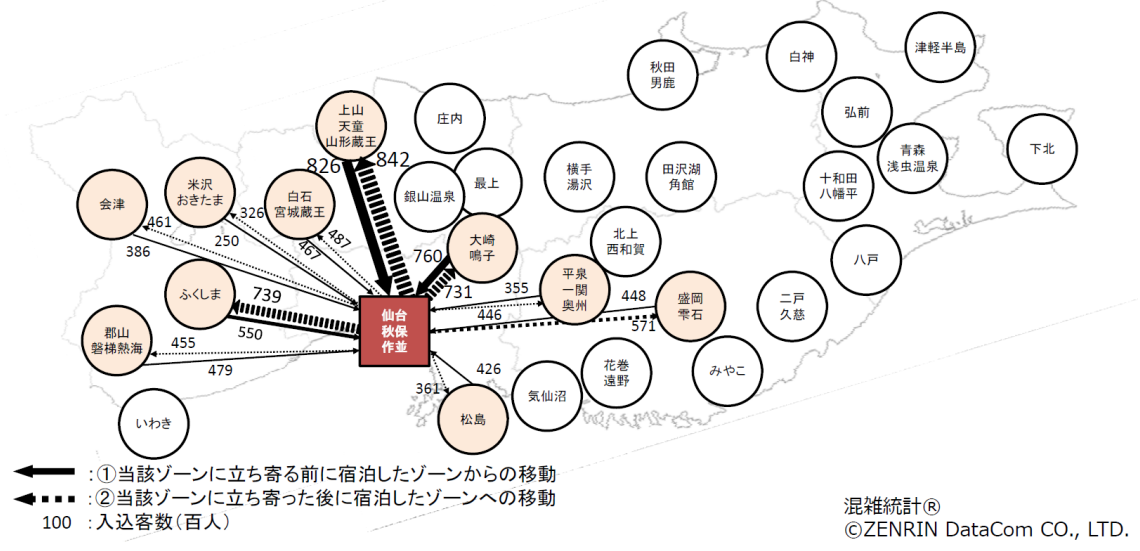 津軽半島
白神
秋田
男鹿
弘前
上山
天童
山形蔵王
庄内
青森
浅虫温泉
下北
826
842
横手
湯沢
田沢湖
角館
十和田
八幡平
最上
銀山温泉
米沢
おきたま
白石
宮城蔵王
会津
461
386
326
250
487
467
760
731
大崎
鳴子
北上
西和賀
八戸
ふくしま
739
550
平泉
一関
奥州
355
446
448
571
盛岡
雫石
二戸
久慈
仙台
秋保
作並
郡山
磐梯熱海
455
479
花巻
遠野
みやこ
426
361
気仙沼
松島
いわき
:①当該ゾーンに立ち寄る前に宿泊したゾーンからの移動
:②当該ゾーンに立ち寄った後に宿泊したゾーンへの移動
100 :入込客数(百人)
混雑統計®
©ZENRIN DataCom CO., LTD.